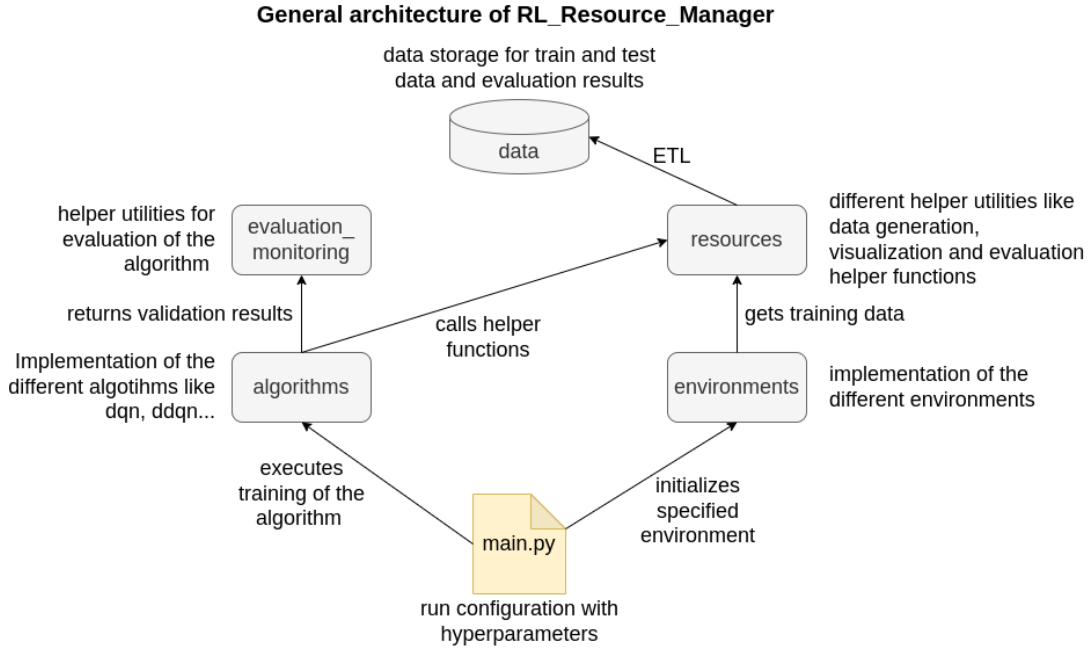 General architecture of RL_Resource_Manager
data storage for train and test
data and evaluation results
data
ETL
helper utilities for
evaluation of the
algorithm
evaluation_
monitoring
resources
different helper utilities like
data generation,
visualization and evaluation
helper functions
returns validation results
calls helper
functions
gets training data
Implementation of the
different algotihms like
dqn, ddqn...
algorithms
environments
implementation of the
different environments
executes
training of the
algorithm
initializes
specified
environment
main.py
run configuration with
hyperparameters